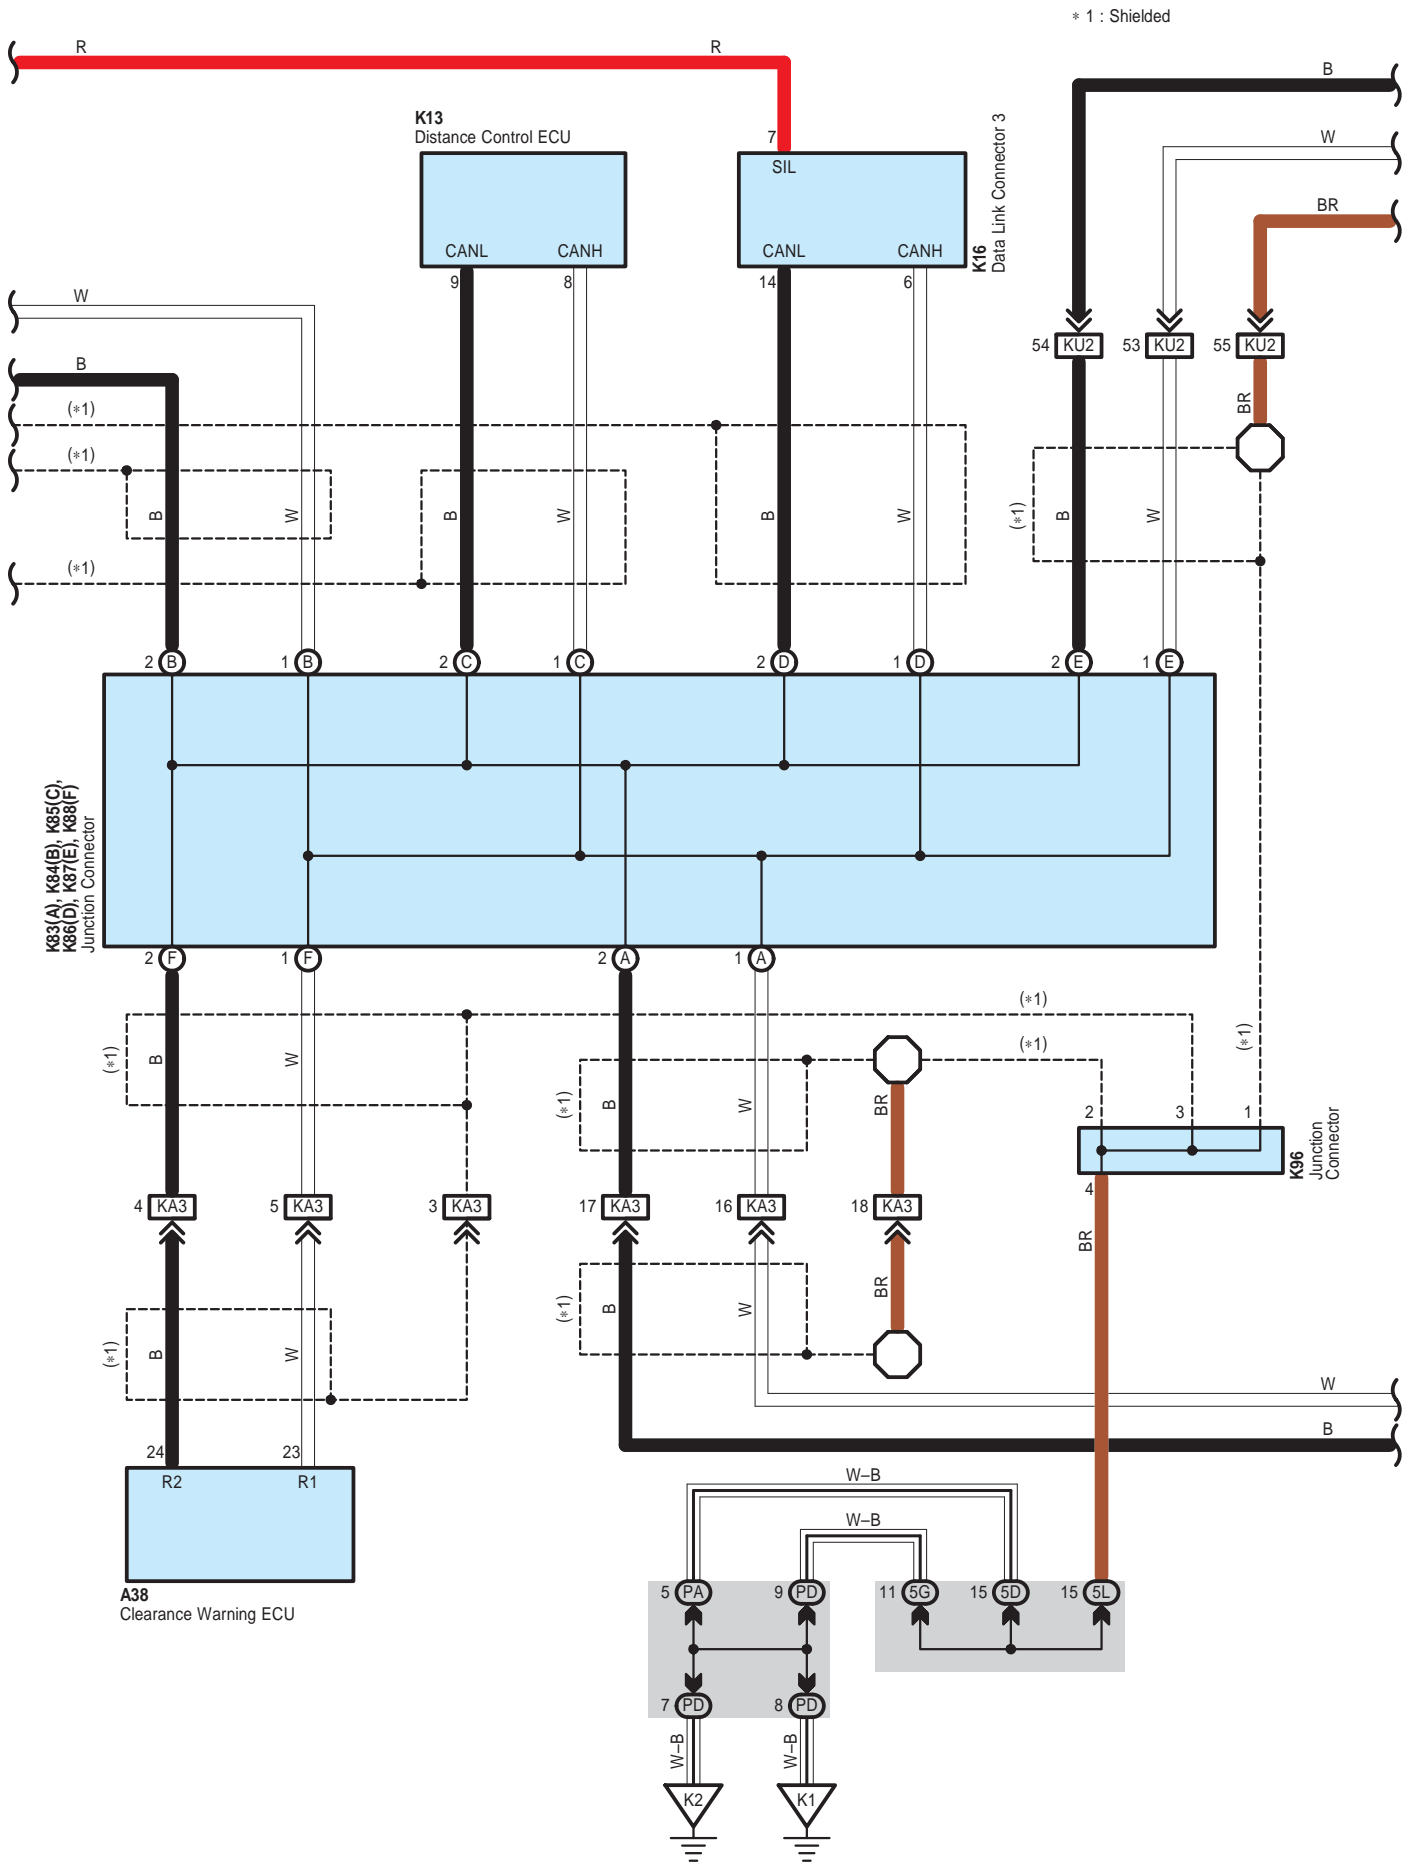 * 1 : Shielded
R R
B
K13
Distance Control ECU
7
W
SIL
K16
Data Link Connector 3
BR
CANL CANH
CANL CANH
9 8
14 6
W
54 KU2 53 KU2 55 KU2
B
(*1)
BR
(*1)
B W B W B W (*1) B W
(*1)
2 B 1 B 2 C 1 C 2 D 1 D 2 E 1 E
K83(A), K84(B), K85(C),
K86(D), K87(E), K88(F)
Junction Connector
2 F 1 F 2 A 1 A
(*1)
(*1) B W
(*1)
(*1)
(*1) B W BR
2 3 1
K96
Junction
Connector
4
4 KA3 5 KA3 3 KA3 17 KA3 16 KA3 18 KA3
BR
(*1) B W BR
(*1) B W
W
B
24 23
R2 R1
W–B
W–B
A38
Clearance Warning ECU
5 PA 9 PD 11 5G 15 5D 15 5L
7 PD 8 PD
W–B W–B
K2 K1